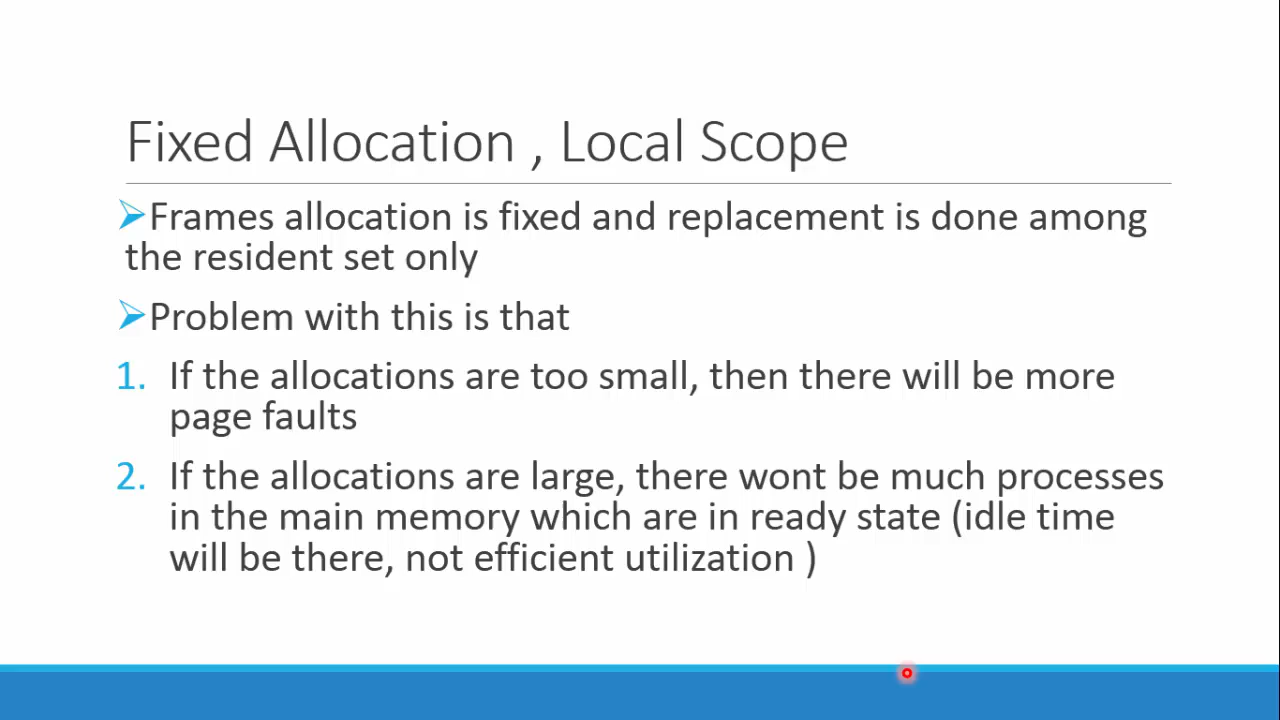 Fixed Allocation , Local Scope
➢Frames allocation is fixed and replacement is done among
the resident set only
➢Problem with this is that
1. If the allocations are too small, then there will be more
page faults
2. If the allocations are large, there wont be much processes
in the main memory which are in ready state (idle time
will be there, not efficient utilization )